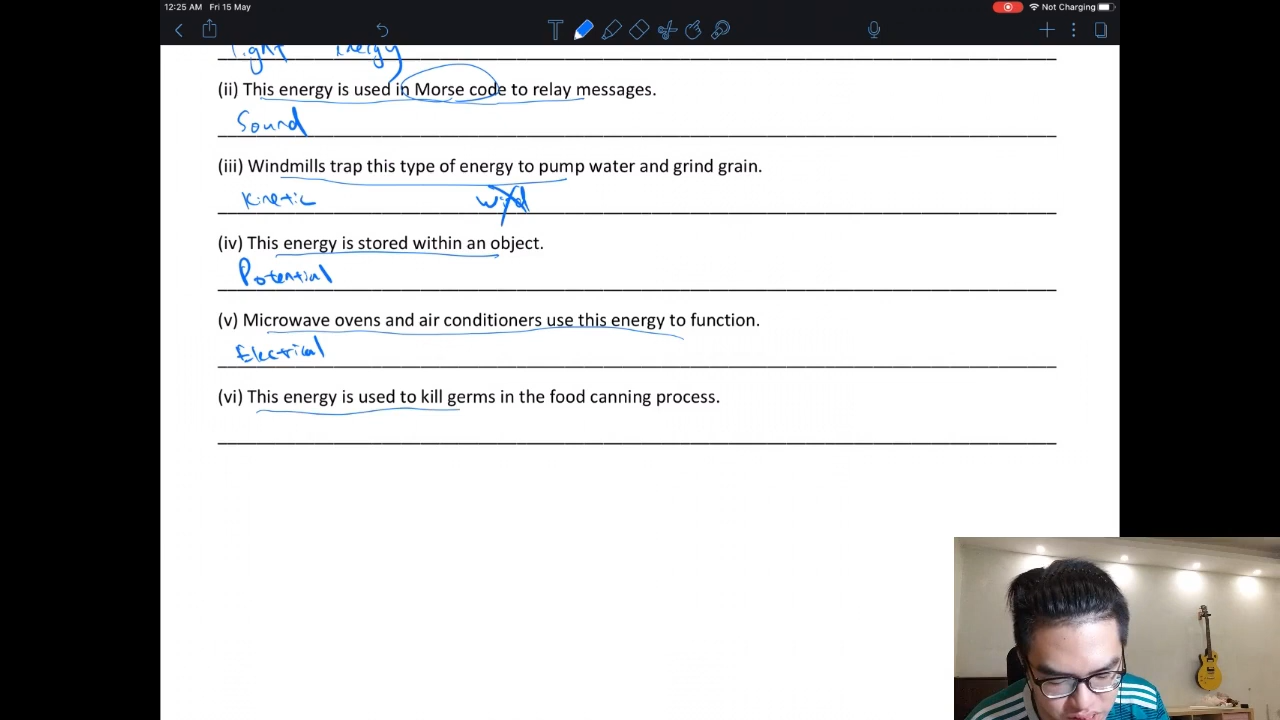 12:25 AM Fri 15 May
Not Charging
T
light energy
(ii) This energy is used in Morse code to relay messages.
Sound
(iii) Windmills trap this type of energy to pump water and grind grain.
Kinetic wind
(iv) This energy is stored within an object.
Potential
(v) Microwave ovens and air conditioners use this energy to function.
Electrical
(vi) This energy is used to kill germs in the food canning process.